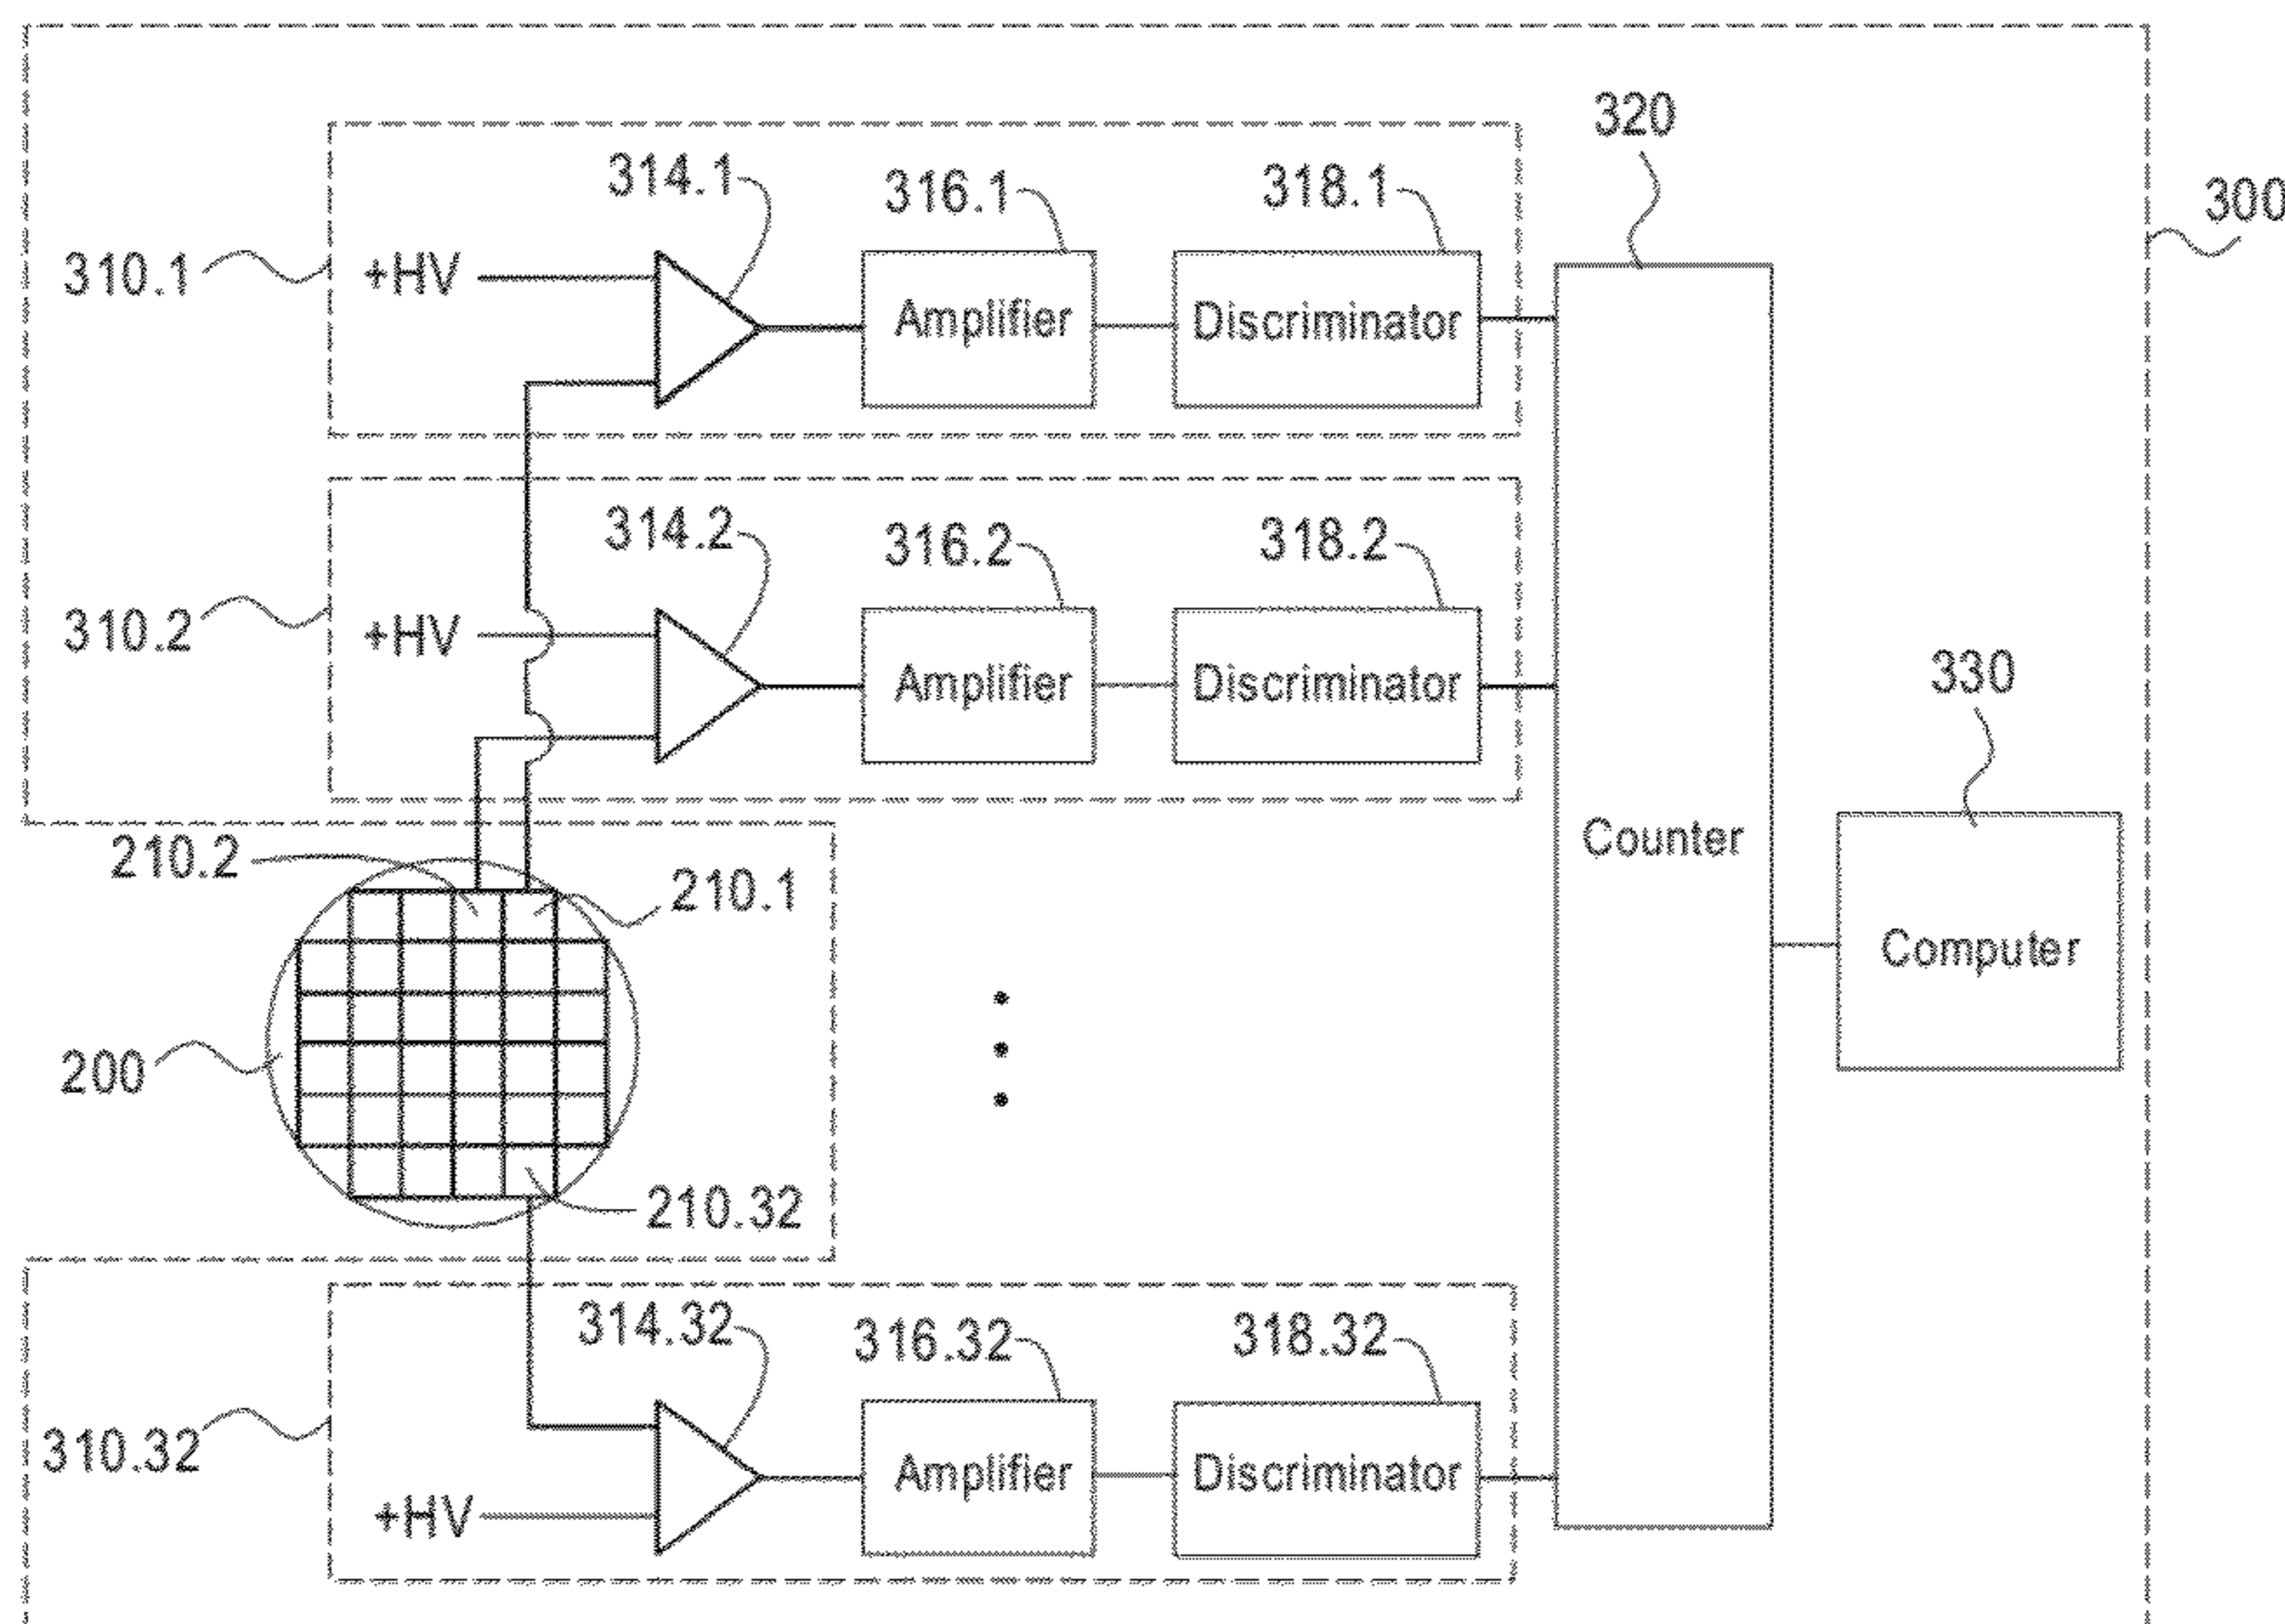 320
314.1
316.1
318.1
300
310.1
+HV
Amplifier
Discriminator
314.2
316.2
318.2
310.2
+HV
Amplifier
Discriminator
330
Counter
210.2
210.1
Computer
200
210.32
314.32
316.32
318.32
310.32
Amplifier
Discriminator
+HV